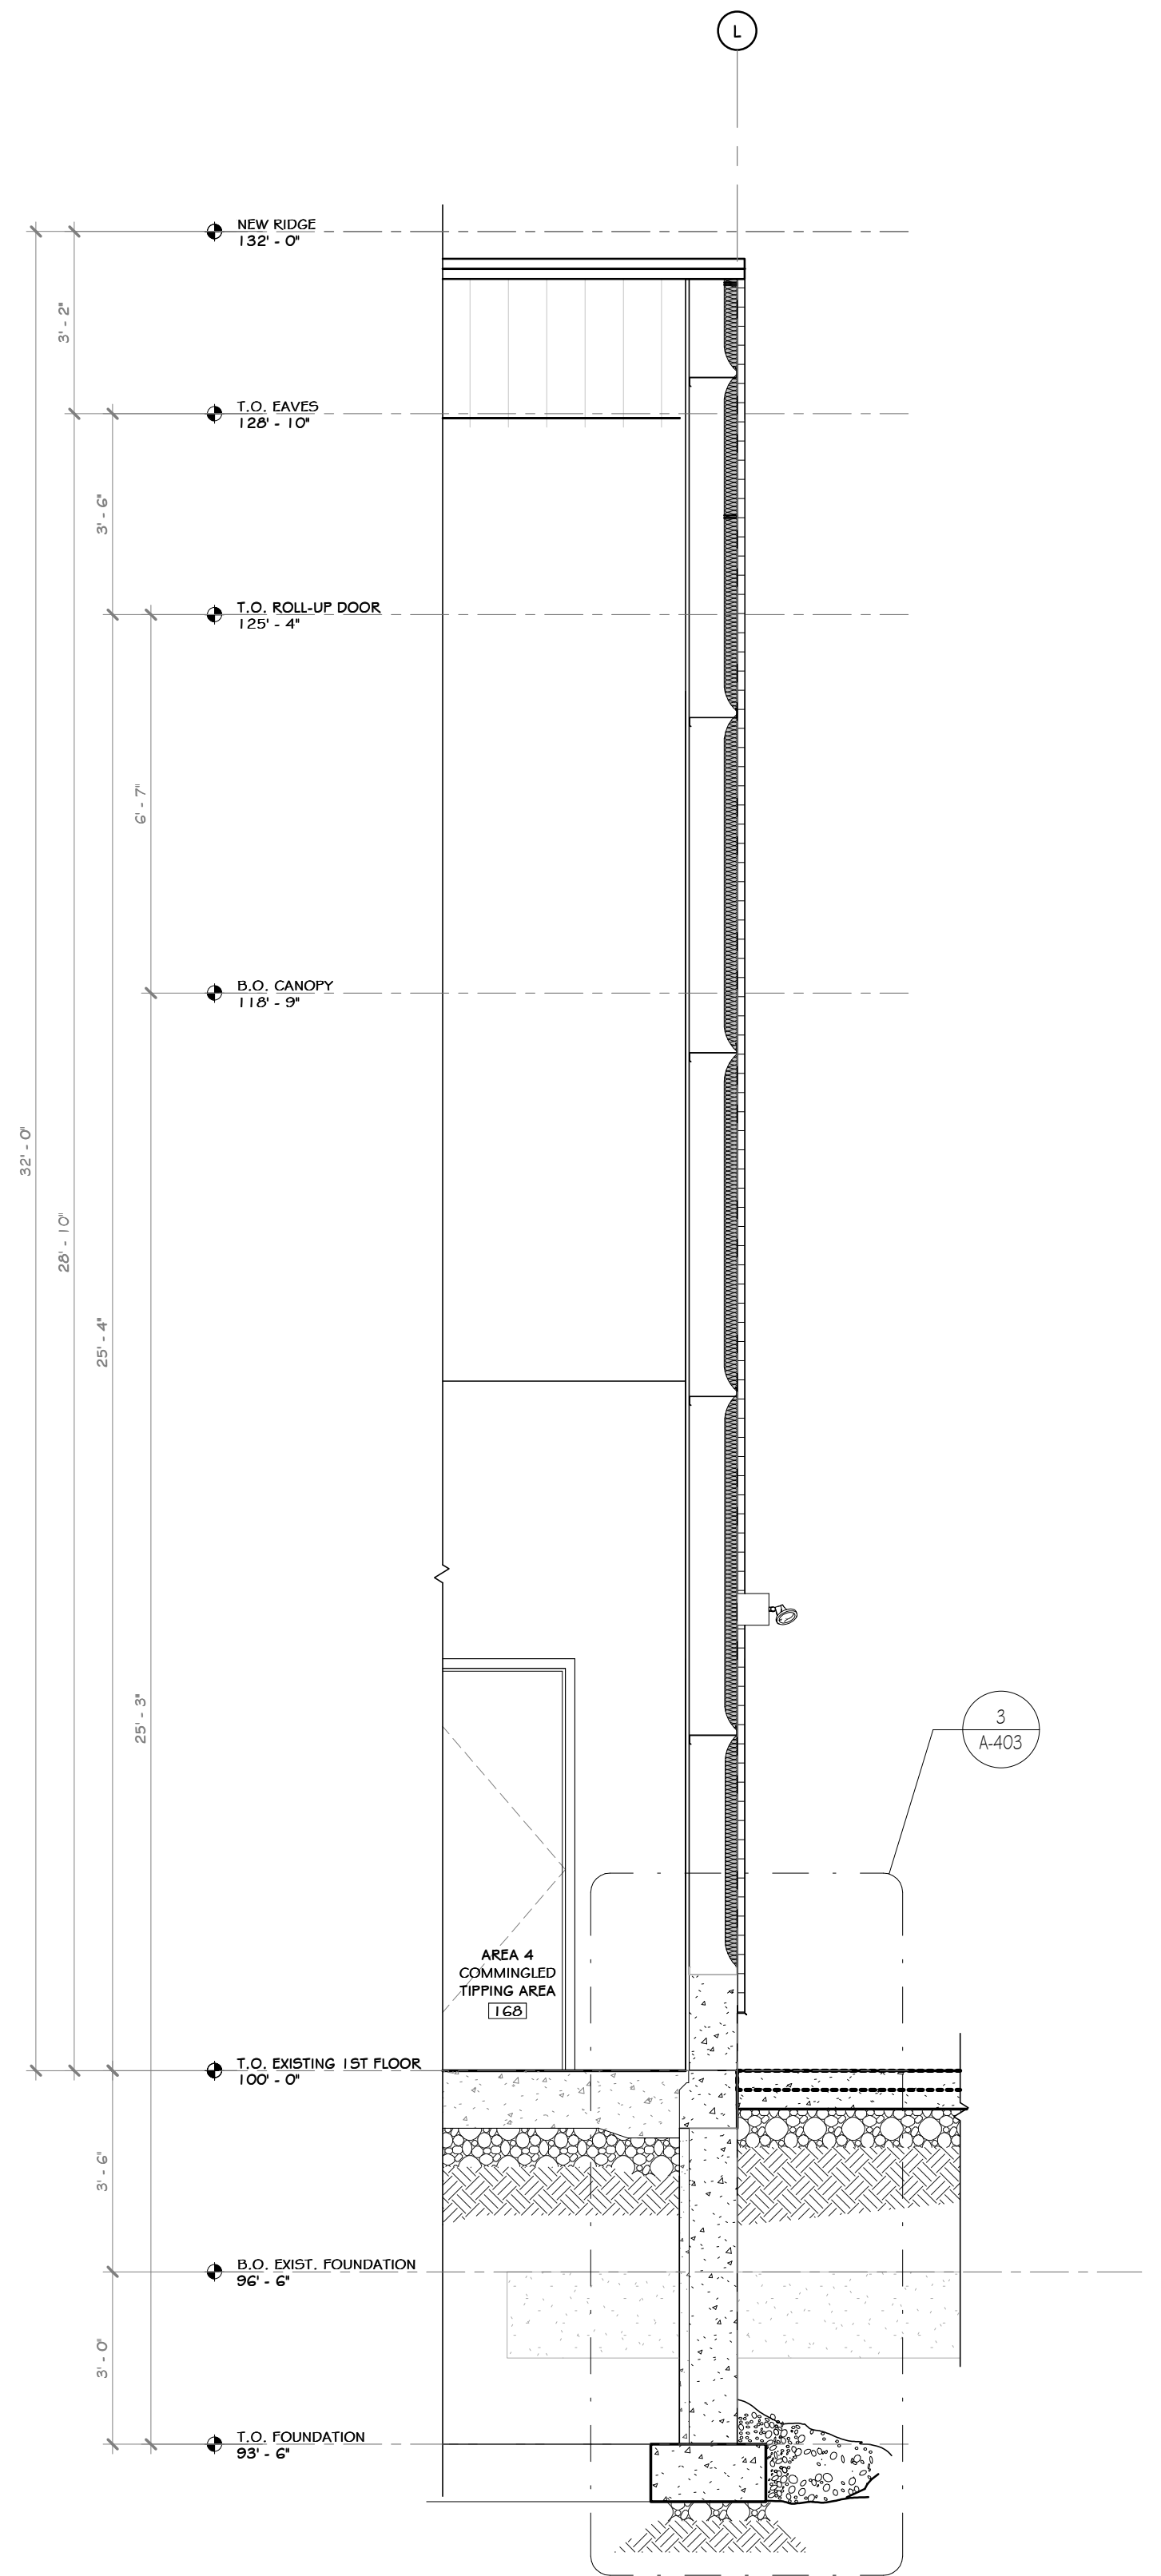 L
NEW RIDGE
132' - 0"
3' - 2"
T.O. EAVES
128' - 10"
3' - 6"
T.O. ROLL-UP DOOR
125' - 4"
6' - 7"
B.O. CANOPY
118' - 9"
32' - 0"
28' - 10"
25' - 4"
25' - 3"
3
A-403
AREA 4
COMMINGLED
TIPPING AREA
168
T.O. EXISTING 1ST FLOOR
100' - 0"
3' - 6"
B.O. EXIST. FOUNDATION
96' - 6"
3' - 0"
T.O. FOUNDATION
93' - 6"